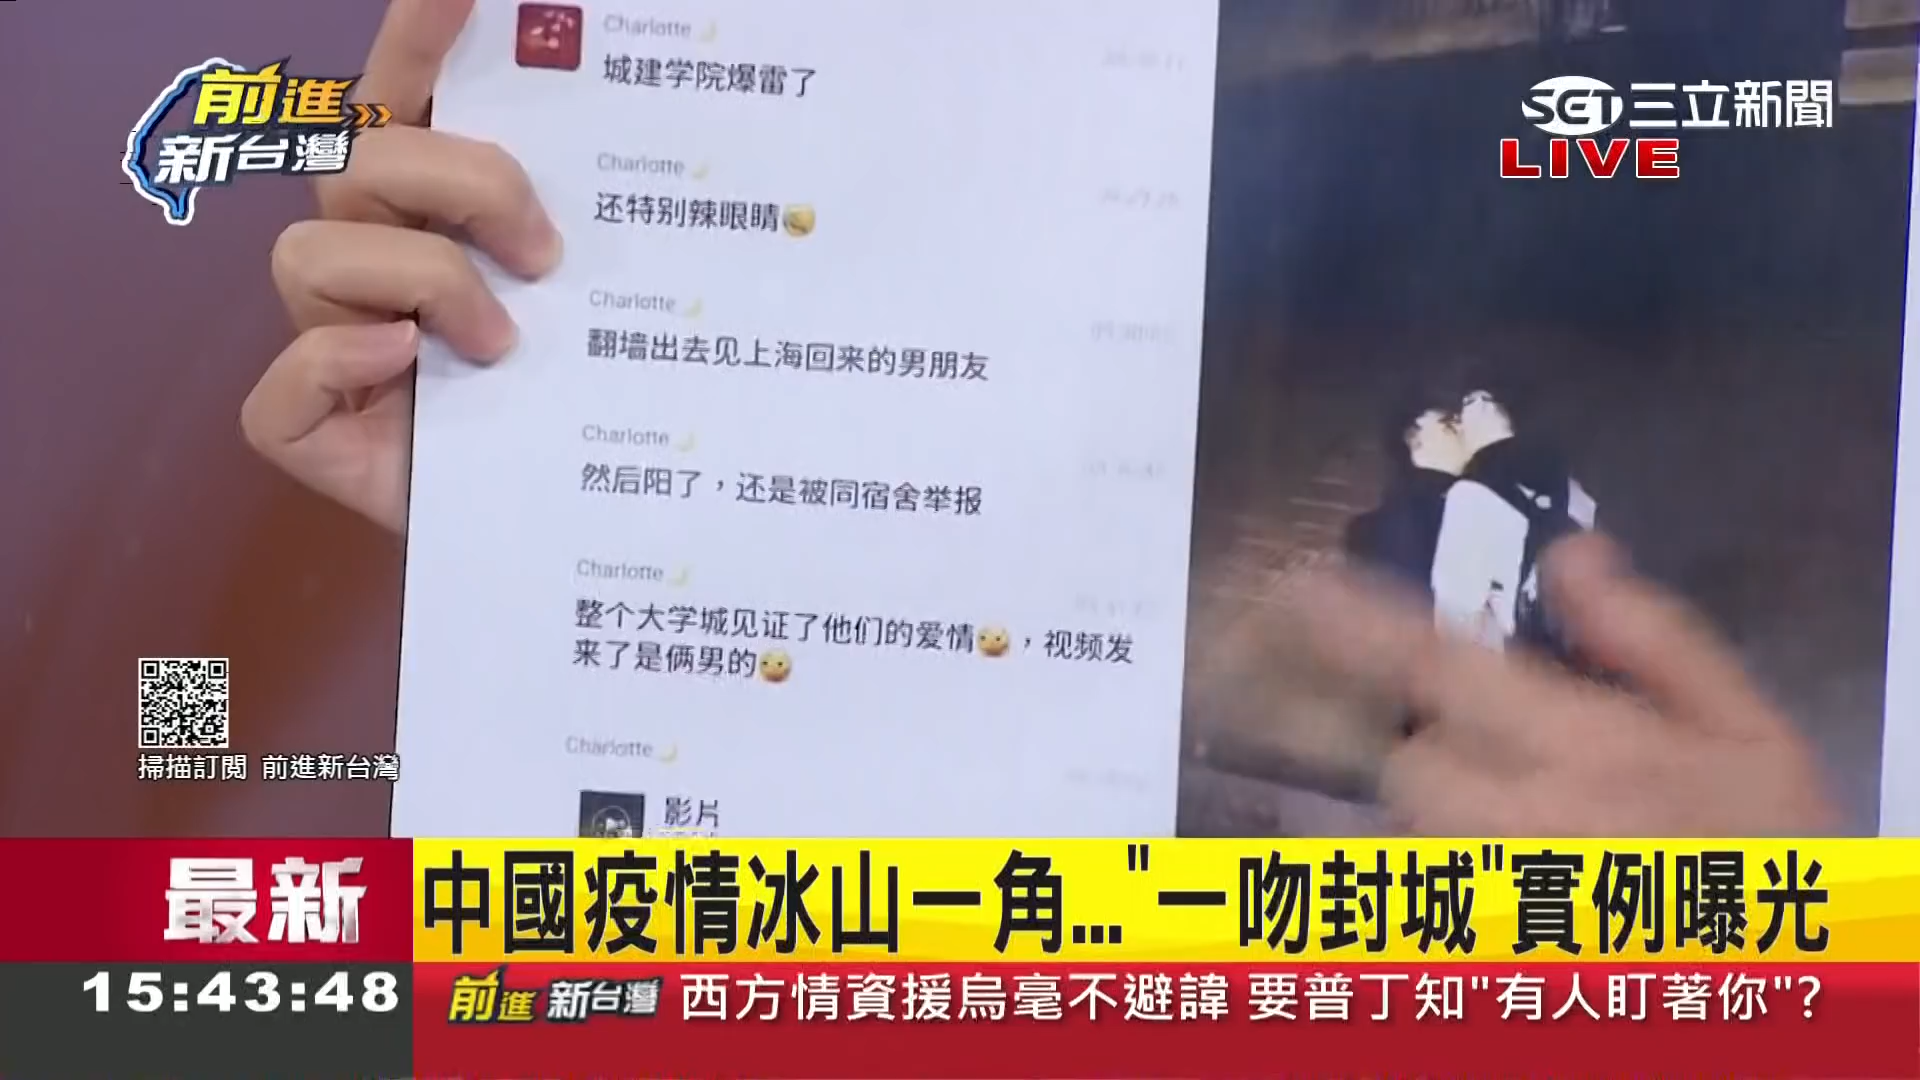 Charlotte
城建学院爆雷了
前進
新台灣
SET三立新聞
LIVE
Charlotte
还特别辣眼睛
Charlotte
翻墙出去见上海回来的男朋友
Charlotte
然后阳了，还是被同宿舍举报
Charlotte
整个大学城见证了他们的爱情，视频发
来了是俩男的
Charlotte
影片
掃描訂閱 前進新台灣
最新
中國疫情冰山一角..."一吻封城"實例曝光
15:43:48
前進新台灣 西方情資援烏毫不避諱 要普丁知"有人盯著你"?